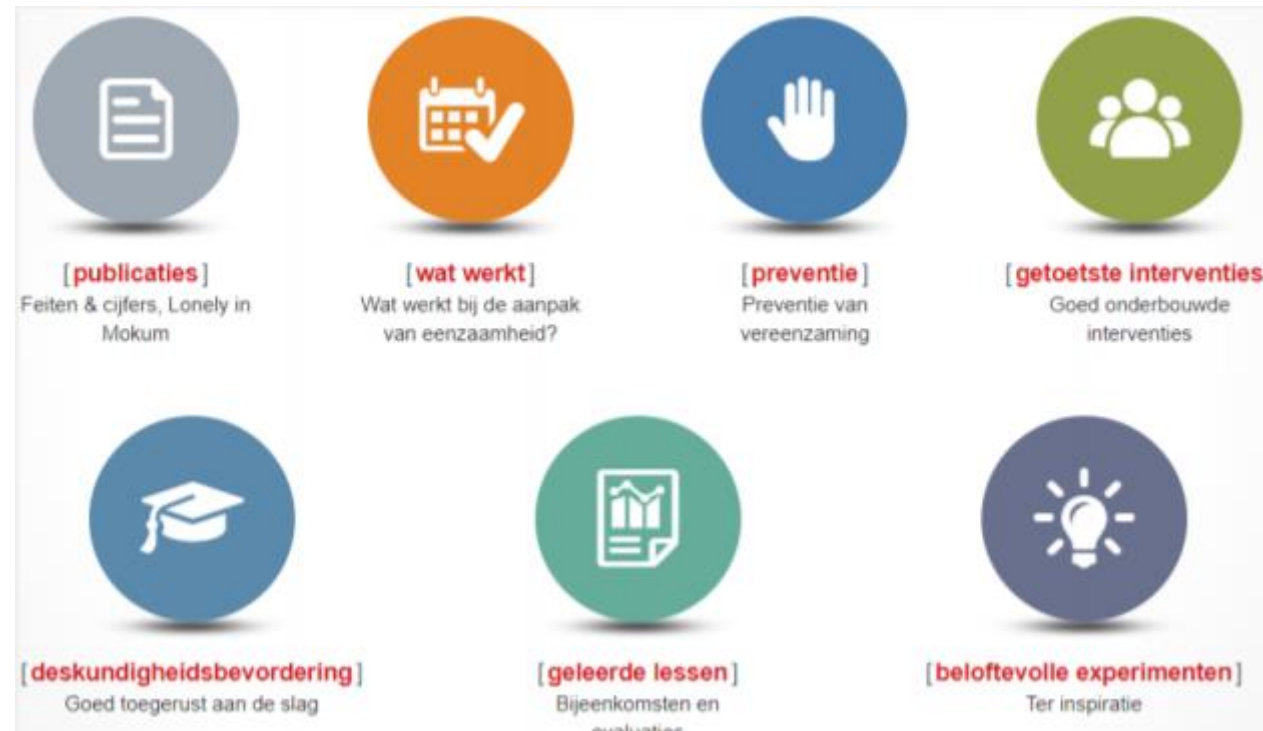 [publicaties]
Feiten & cijfers, Lonely in
Mokum
[wat werkt]
Wat werkt bij de aanpak
van eenzaamheid?
[preventie]
Preventie van
vereenzaming
[getoetste interventies
Goed onderbouwde
interventies
[deskundigheidsbevordering]
Goed toegerust aan de slag
[geleerde lessen]
Bijeenkomsten en
evaluaties
[beloftevolle experimenten]
Ter inspiratie